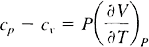 c_p − c_v = P(∂V/∂T)_P